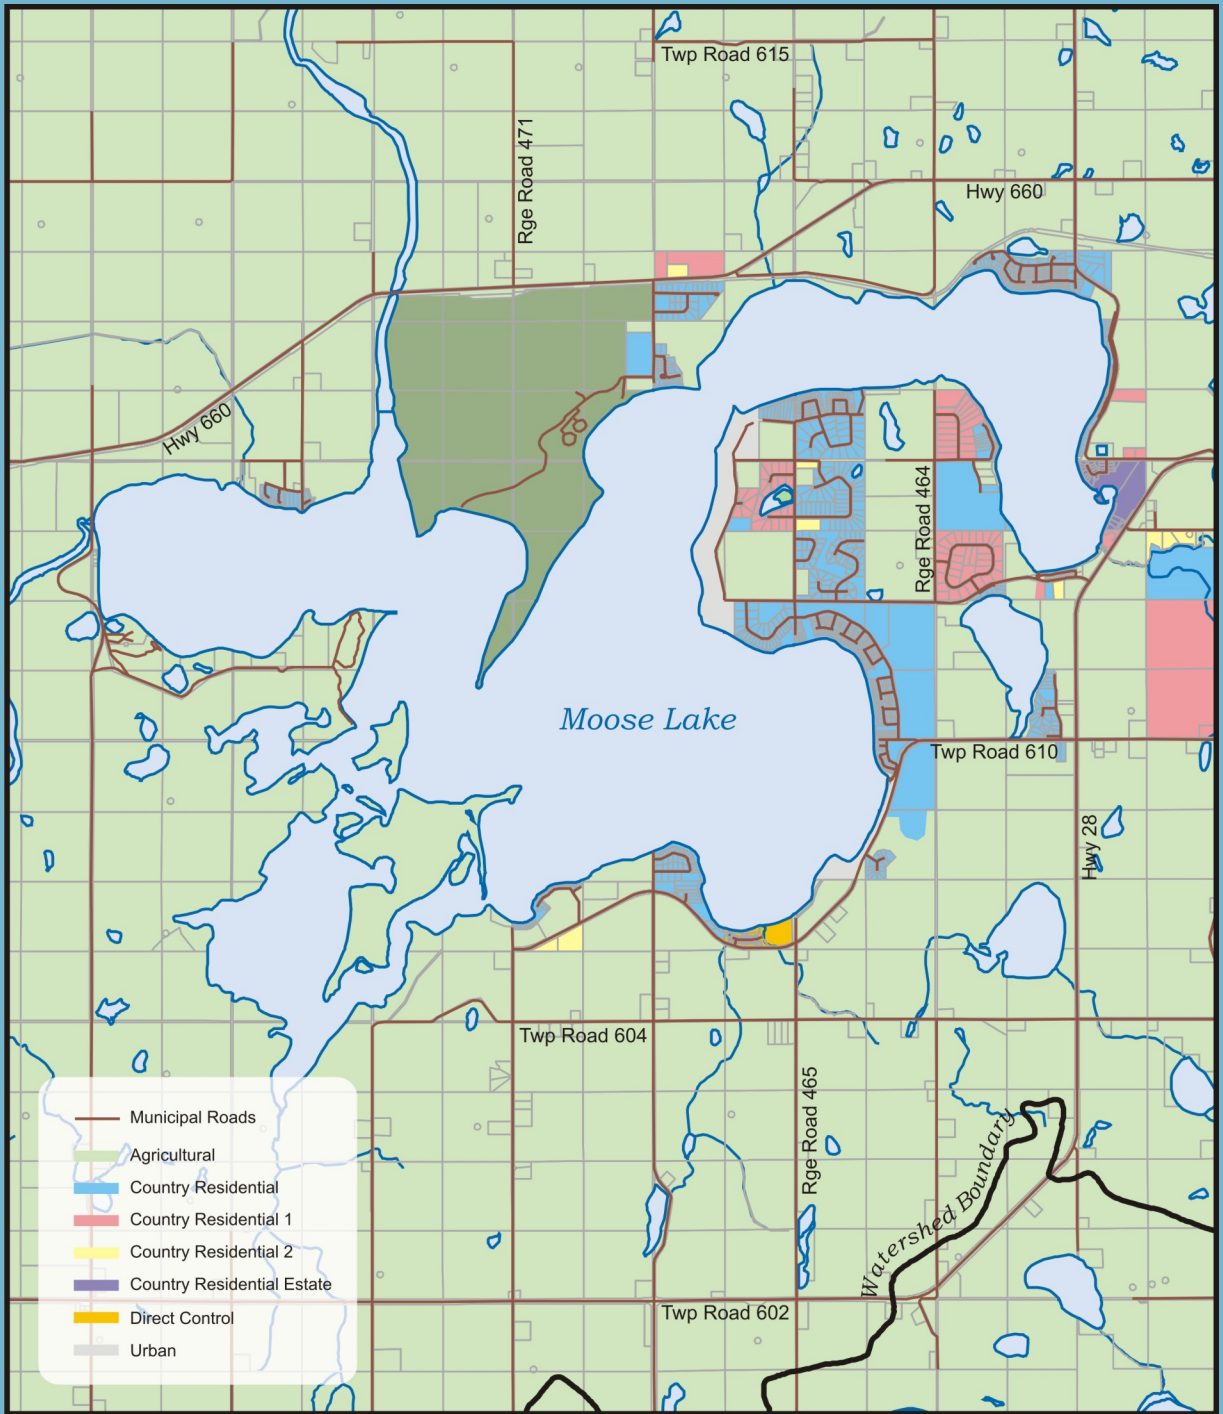 Twp Road 615
Rge Road 471
Hwy 660
Hwy 660
Rge Road 464
Moose Lake
Twp Road 610
Hwy 28
Twp Road 604
Rge Road 465
Watershed Boundary
Twp Road 602
Municipal Roads
Agricultural
Country Residential
Country Residential 1
Country Residential 2
Country Residential Estate
Direct Control
Urban